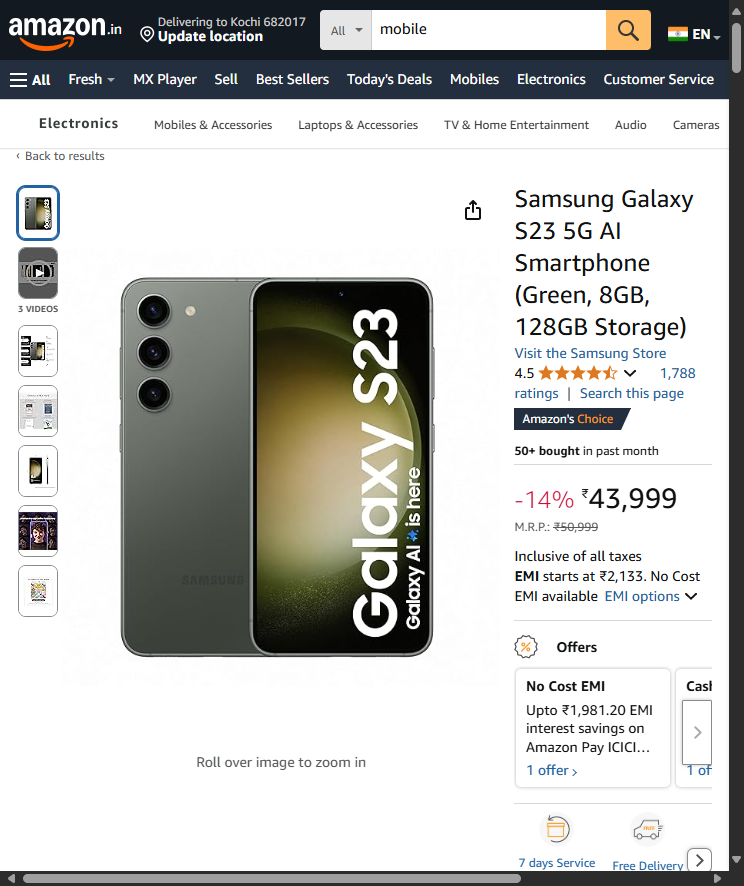 amazon.in
Delivering to Kochi 682017
Update location
All
mobile
EN
All
Fresh
MX Player
Sell
Best Sellers
Today's Deals
Mobiles
Electronics
Customer Service
Electronics
Mobiles & Accessories
Laptops & Accessories
TV & Home Entertainment
Audio
Cameras
‹ Back to results
3 VIDEOS
SAMSUNG
Galaxy S23
Galaxy AI is here
Roll over image to zoom in
Samsung Galaxy
S23 5G AI
Smartphone
(Green, 8GB,
128GB Storage)
Visit the Samsung Store
4.5
1,788
ratings | Search this page
Amazon's Choice
50+ bought in past month
-14% ₹43,999
M.R.P.: ₹50,999
Inclusive of all taxes
EMI starts at ₹2,133. No Cost
EMI available EMI options
Offers
No Cost EMI
Upto ₹1,981.20 EMI
interest savings on
Amazon Pay ICICI…
1 offer ›
Cash
1 of
7 days Service
Free Delivery